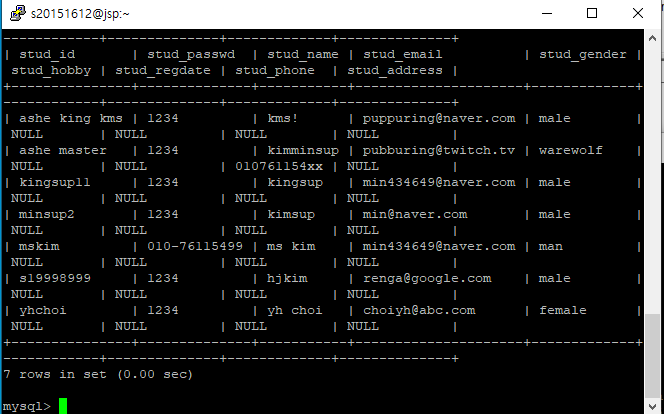 s20151612@jsp:~
------------+--------------+-------------+--------------+
| stud_id | stud_passwd | stud_name | stud_email | stud_gender |
stud_hobby | stud_regdate | stud_phone | stud_address |
+---------------+-------------+-----------+--------------------+-------------+
------------+--------------+-------------+--------------+
| ashe king kms | 1234 | kms! | puppuring@naver.com | male |
NULL | NULL | NULL | NULL |
| ashe master | 1234 | kimminsup | pubburing@twitch.tv | warewolf |
NULL | NULL | 010761154xx | NULL |
| kingsup11 | 1234 | kingsup | min434649@naver.com | male |
NULL | NULL | NULL | NULL |
| minsup2 | 1234 | kimsup | min@naver.com | male |
NULL | NULL | NULL | NULL |
| mskim | 010-76115499 | ms kim | min434649@naver.com | man |
NULL | NULL | NULL | NULL |
| s19998999 | 1234 | hjkim | renga@google.com | male |
NULL | NULL | NULL | NULL |
| yhchoi | 1234 | yh choi | choiyh@abc.com | female |
NULL | NULL | NULL | NULL |
+---------------+-------------+-----------+--------------------+-------------+
------------+--------------+-------------+--------------+
7 rows in set (0.00 sec)
mysql>